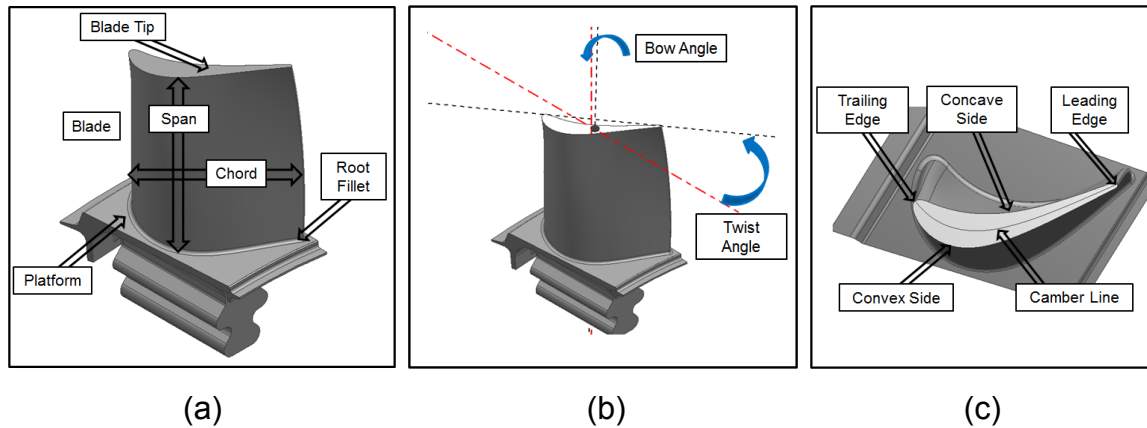 Blade Tip
Blade
Span
Chord
Root
Fillet
Platform
(a)
Bow Angle
Twist
Angle
(b)
Trailing
Edge
Concave
Side
Leading
Edge
Convex Side
Camber Line
(c)